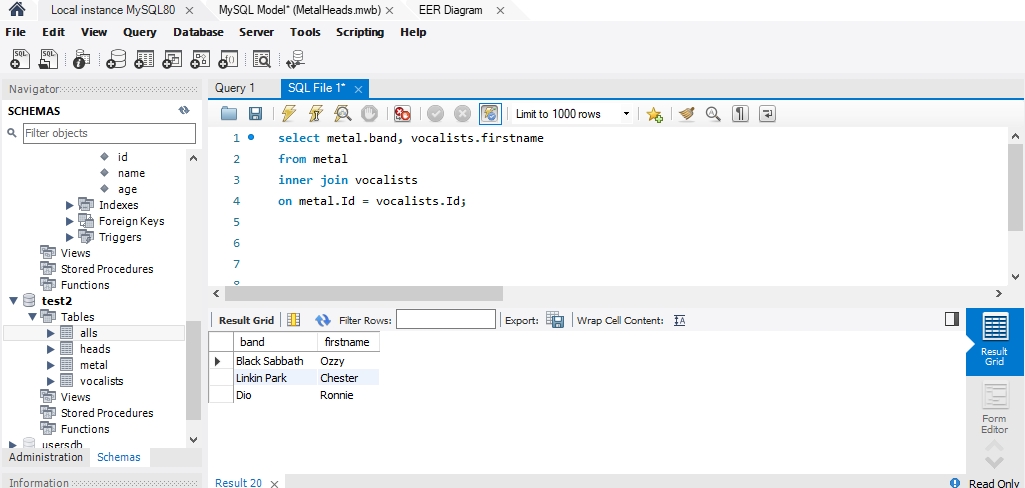 Local instance MySQL80
MySQL Model* (MetalHeads.mwb)
EER Diagram
File Edit View Query Database Server Tools Scripting Help
Navigator
SCHEMAS
Filter objects
id
name
age
Indexes
Foreign Keys
Triggers
Views
Stored Procedures
Functions
test2
Tables
alls
heads
metal
vocalists
Views
Stored Procedures
Functions
usersdb
Administration Schemas
Information
Query 1 SQL File 1*
Limit to 1000 rows
1 select metal.band, vocalists.firstname
2 from metal
3 inner join vocalists
4 on metal.Id = vocalists.Id;
5
6
7
8
Result Grid Filter Rows: Export: Wrap Cell Content:
band firstname
Black Sabbath Ozzy
Linkin Park Chester
Dio Ronnie
Result
Grid
Form
Editor
Result 20
Read Only